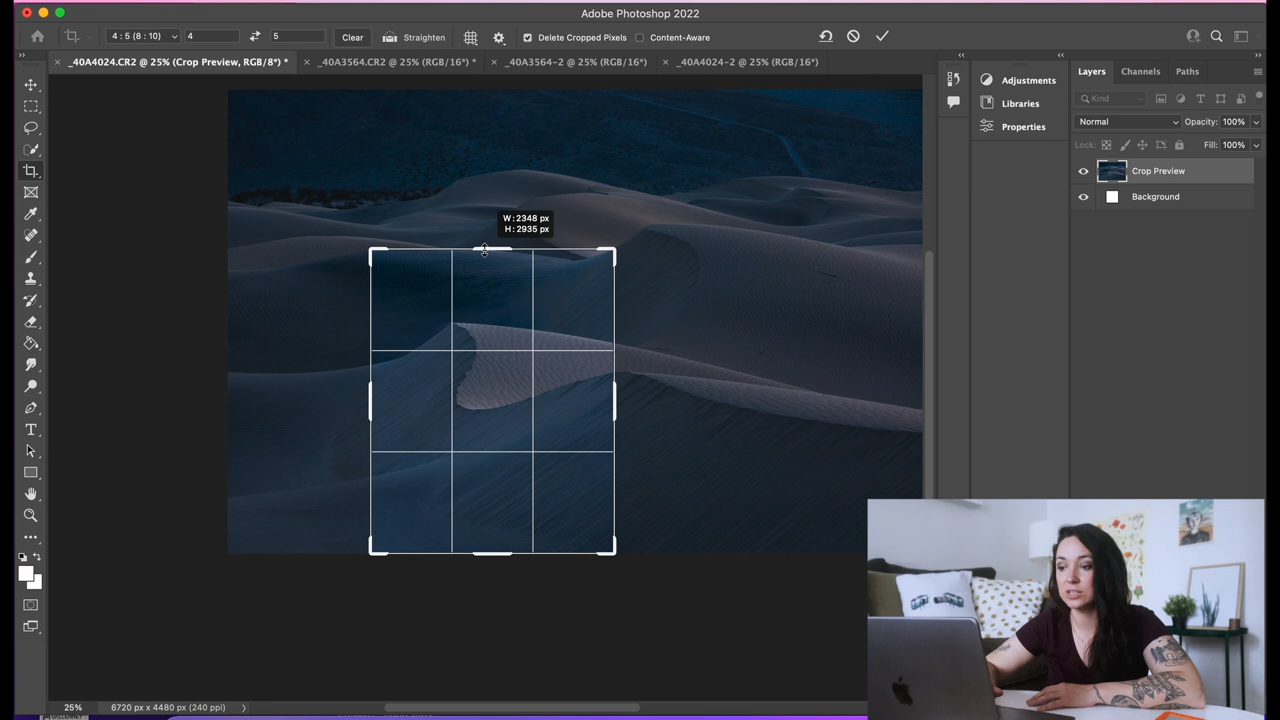 Adobe Photoshop 2022
4 : 5 (8 : 10)
4
5
Clear
Straighten
Delete Cropped Pixels
Content-Aware
_40A4024.CR2 @ 25% (Crop Preview, RGB/8*) *
_40A3564.CR2 @ 25% (RGB/16*) *
_40A3564-2 @ 25% (RGB/16*)
_40A4024-2 @ 25% (RGB/16*)
Adjustments
Libraries
Properties
Layers
Channels
Paths
Kind
Normal
Opacity: 100%
Lock:
Fill: 100%
Crop Preview
Background
W: 2348 px
H: 2935 px
25%
6720 px x 4480 px (240 ppi)